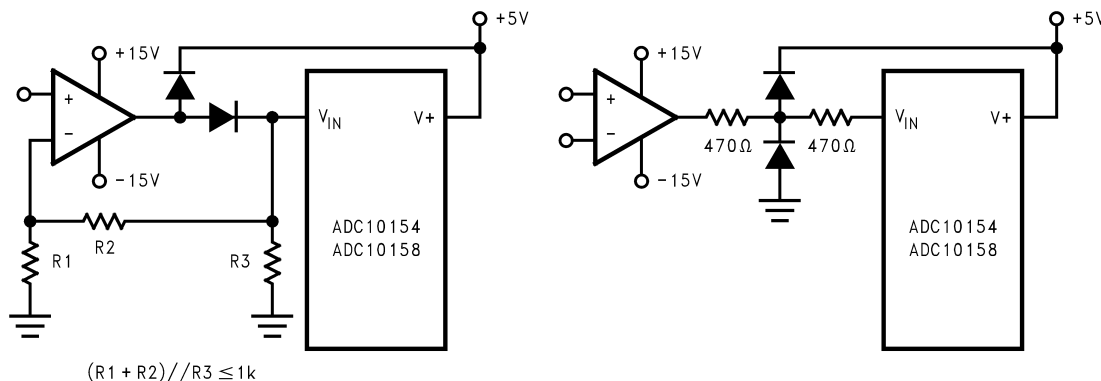 +5V
+15V
+
−
−15V
V_IN
V+
R2
R1
R3
ADC10154
ADC10158
(R1 + R2)//R3 ≤ 1k
+5V
+15V
+
−
−15V
470Ω
470Ω
V_IN
V+
ADC10154
ADC10158